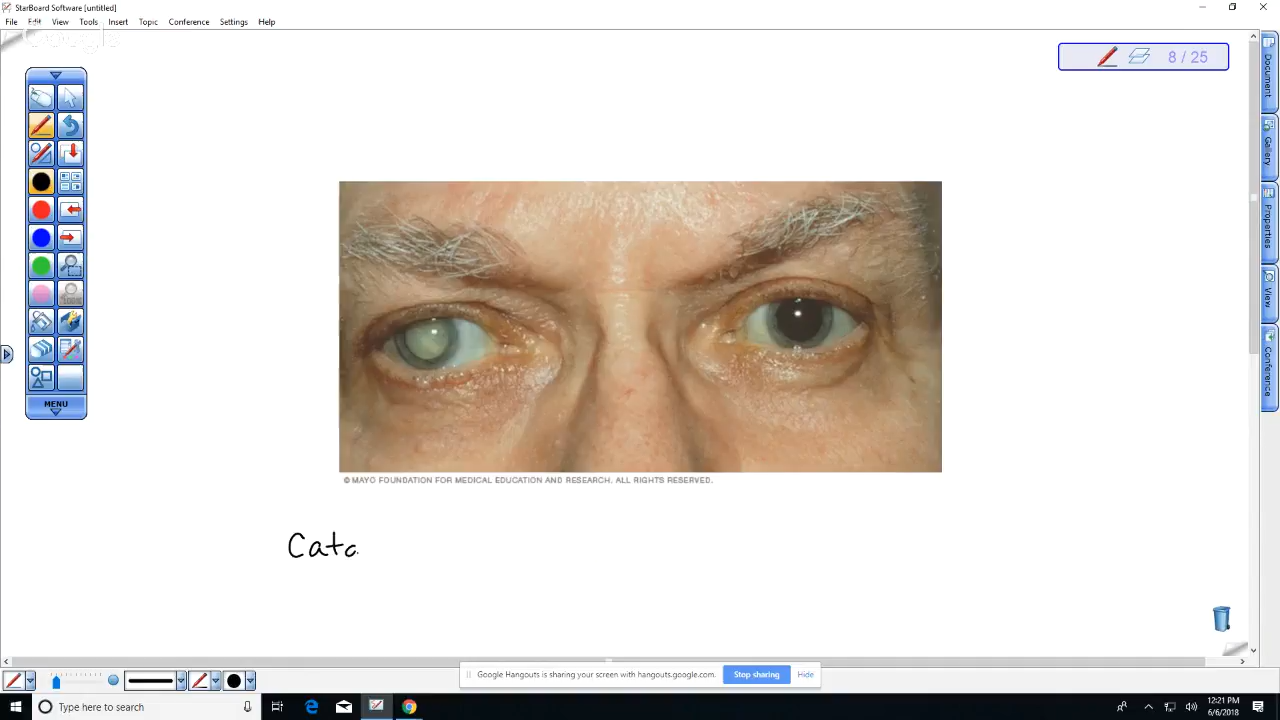 StarBoard Software [untitled]
File Edit View Tools Insert Topic Conference Settings Help
8 / 25
Document
Gallery
Properties
View
Conference
MENU
© MAYO FOUNDATION FOR MEDICAL EDUCATION AND RESEARCH. ALL RIGHTS RESERVED.
Cata
Google Hangouts is sharing your screen with hangouts.google.com. Stop sharing Hide
Type here to search
12:21 PM
6/6/2018